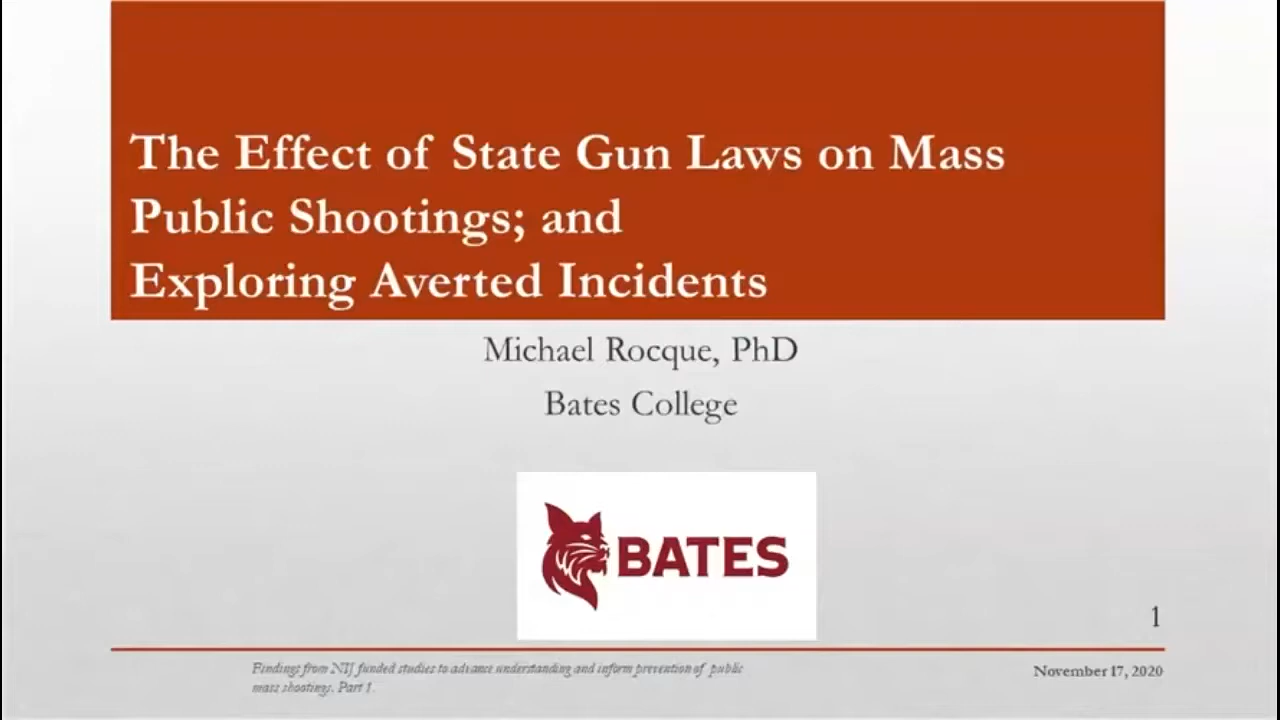 The Effect of State Gun Laws on Mass
Public Shootings; and
Exploring Averted Incidents
Michael Rocque, PhD
Bates College
BATES
1
Findings from NIJ funded studies to advance understanding and inform prevention of public
mass shootings. Part 1.
November 17, 2020